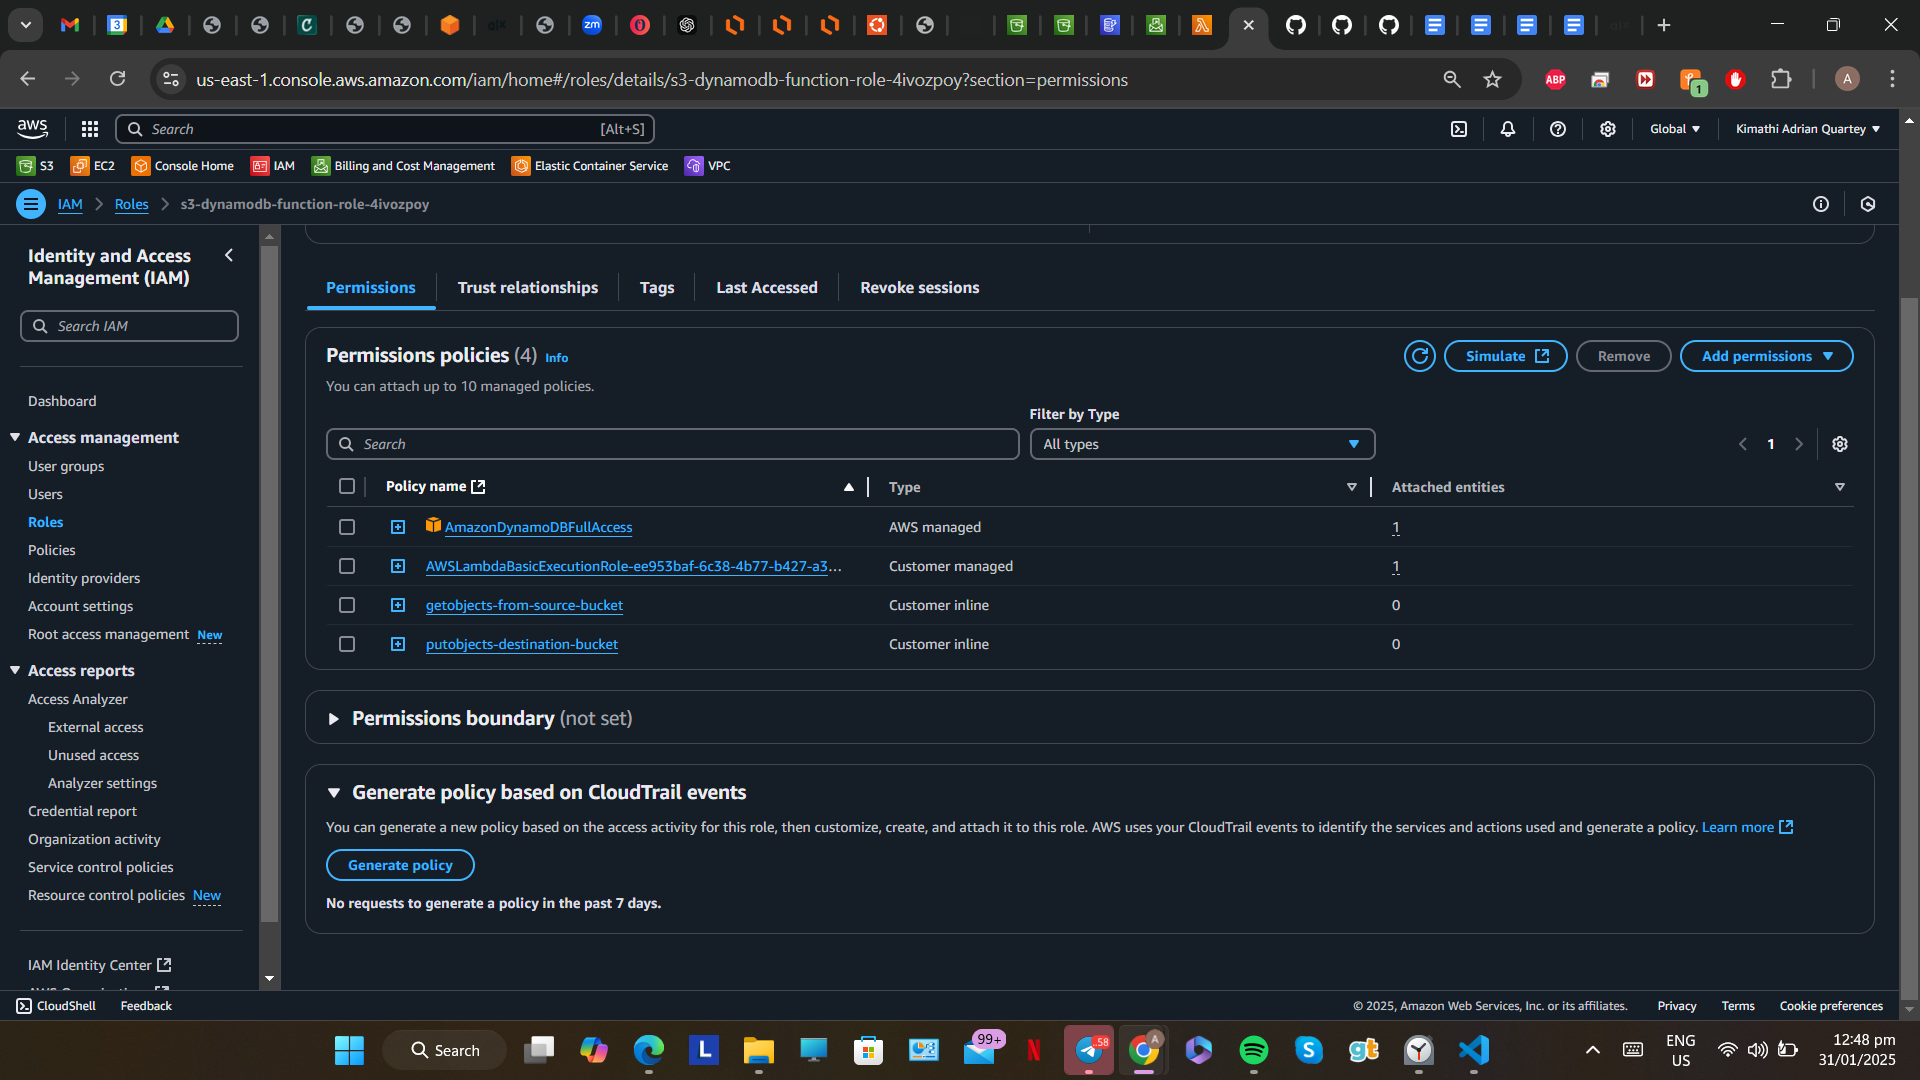 us-east-1.console.aws.amazon.com/iam/home#/roles/details/s3-dynamodb-function-role-4ivozpoy?section=permissions
ABP
1
A
aws
Search [Alt+S]
Global
Kimathi Adrian Quartey
S3
EC2
Console Home
IAM
Billing and Cost Management
Elastic Container Service
VPC
IAM
Roles
s3-dynamodb-function-role-4ivozpoy
Identity and Access Management (IAM)
Search IAM
Dashboard
Access management
User groups
Users
Roles
Policies
Identity providers
Account settings
Root access management New
Access reports
Access Analyzer
External access
Unused access
Analyzer settings
Credential report
Organization activity
Service control policies
Resource control policies New
IAM Identity Center
Permissions
Trust relationships
Tags
Last Accessed
Revoke sessions
Permissions policies (4) Info
Simulate
Remove
Add permissions
You can attach up to 10 managed policies.
Filter by Type
Search
All types
1
Policy name
Type
Attached entities
AmazonDynamoDBFullAccess AWS managed 1
AWSLambdaBasicExecutionRole-ee953baf-6c38-4b77-b427-a3... Customer managed 1
getobjects-from-source-bucket Customer inline 0
putobjects-destination-bucket Customer inline 0
Permissions boundary (not set)
Generate policy based on CloudTrail events
You can generate a new policy based on the access activity for this role, then customize, create, and attach it to this role. AWS uses your CloudTrail events to identify the services and actions used and generate a policy. Learn more
Generate policy
No requests to generate a policy in the past 7 days.
CloudShell
Feedback
© 2025, Amazon Web Services, Inc. or its affiliates.
Privacy
Terms
Cookie preferences
Search
99+
ENG
US
12:48 pm
31/01/2025